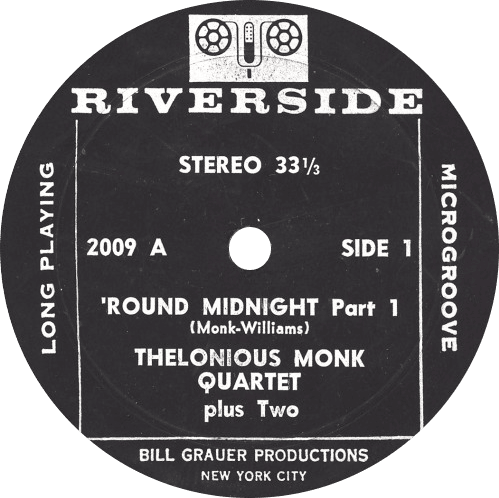 RIVERSIDE
STEREO 33⅓
LONG PLAYING
MICROGROOVE
2009 A
SIDE 1
'ROUND MIDNIGHT Part 1
(Monk-Williams)
THELONIOUS MONK
QUARTET
plus Two
BILL GRAUER PRODUCTIONS
NEW YORK CITY